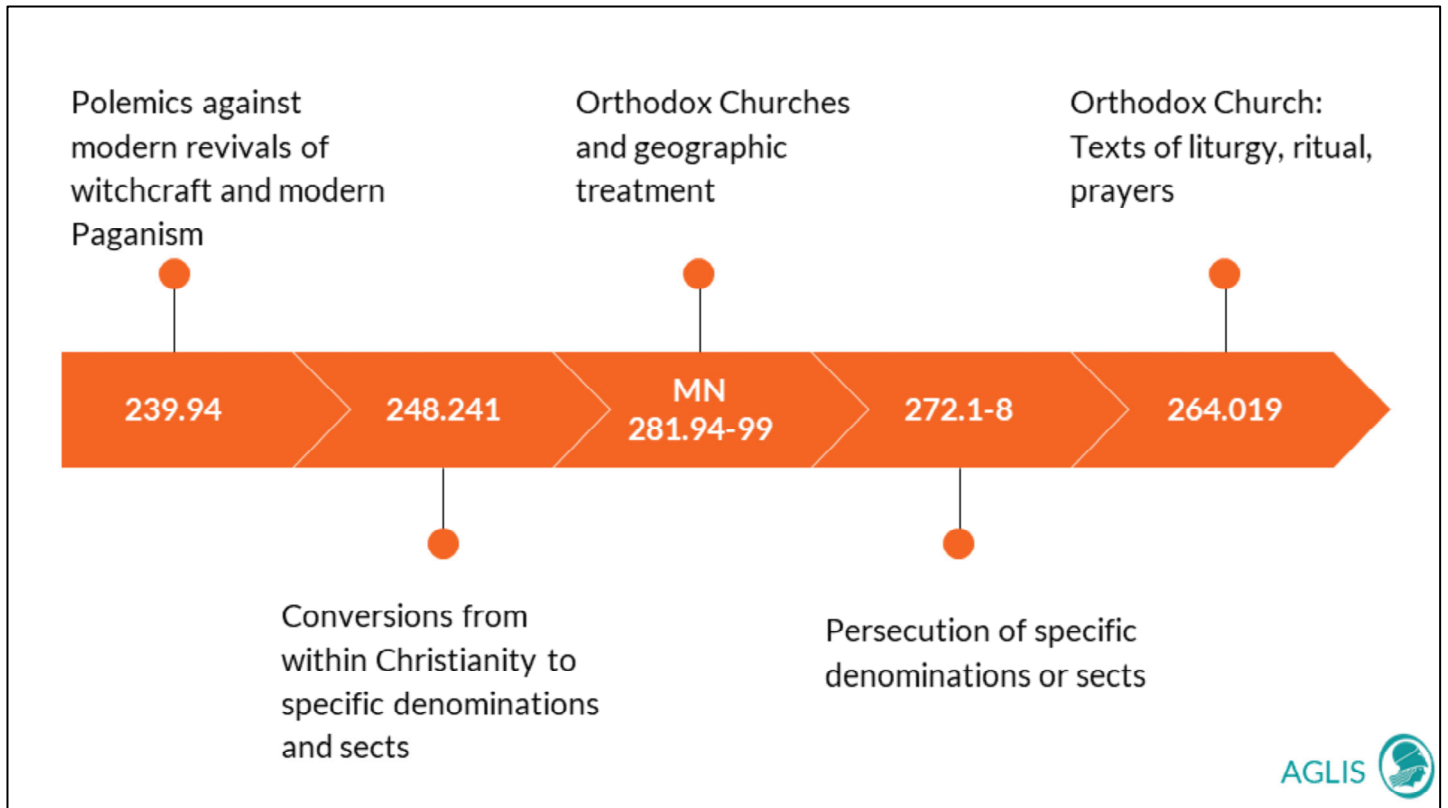 Polemics against
modern revivals of
witchcraft and modern
Paganism
Orthodox Churches
and geographic
treatment
Orthodox Church:
Texts of liturgy, ritual,
prayers
239.94
248.241
MN
281.94-99
272.1-8
264.019
Conversions from
within Christianity to
specific denominations
and sects
Persecution of specific
denominations or sects
AGLIS